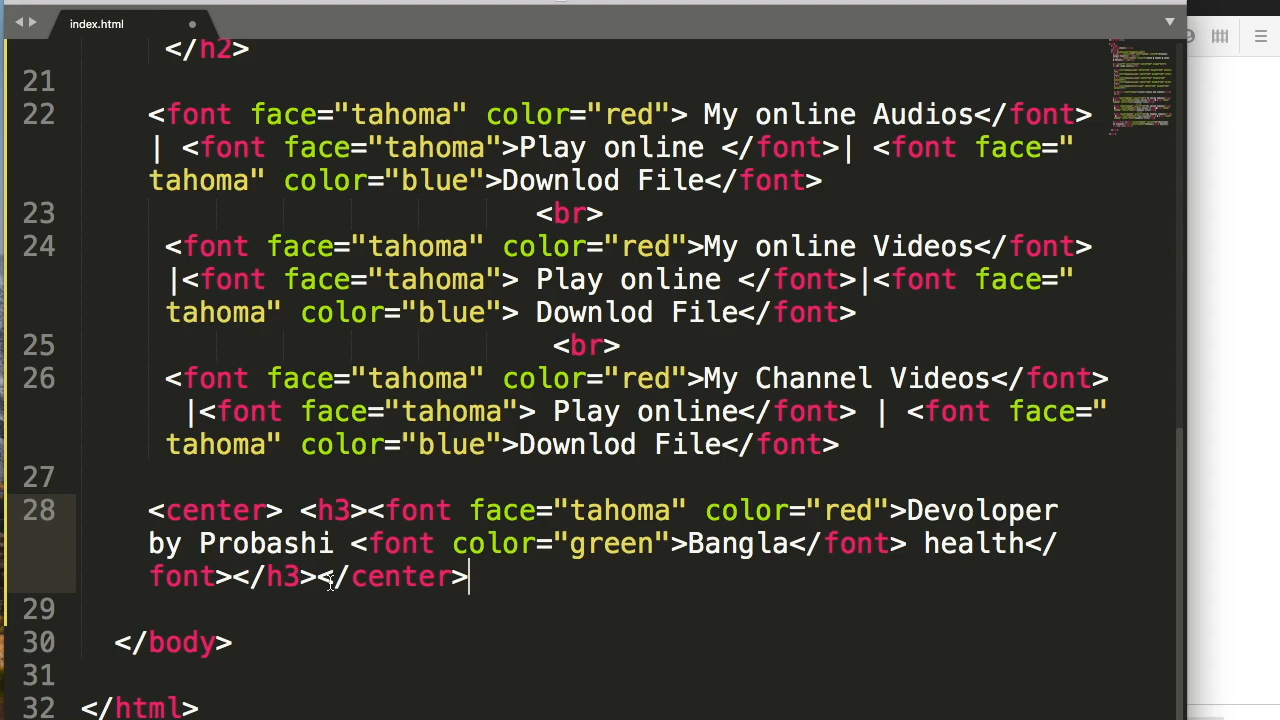 index.html
</h2>
21
22 <font face="tahoma" color="red"> My online Audios</font>
| <font face="tahoma">Play online </font>| <font face="
tahoma" color="blue">Downlod File</font>
23 <br>
24 <font face="tahoma" color="red">My online Videos</font>
|<font face="tahoma"> Play online </font>|<font face="
tahoma" color="blue"> Downlod File</font>
25 <br>
26 <font face="tahoma" color="red">My Channel Videos</font>
|<font face="tahoma"> Play online</font> | <font face="
tahoma" color="blue">Downlod File</font>
27
28 <center> <h3><font face="tahoma" color="red">Devoloper
by Probashi <font color="green">Bangla</font> health</
font></h3></center>
29
30 </body>
31
32 </html>